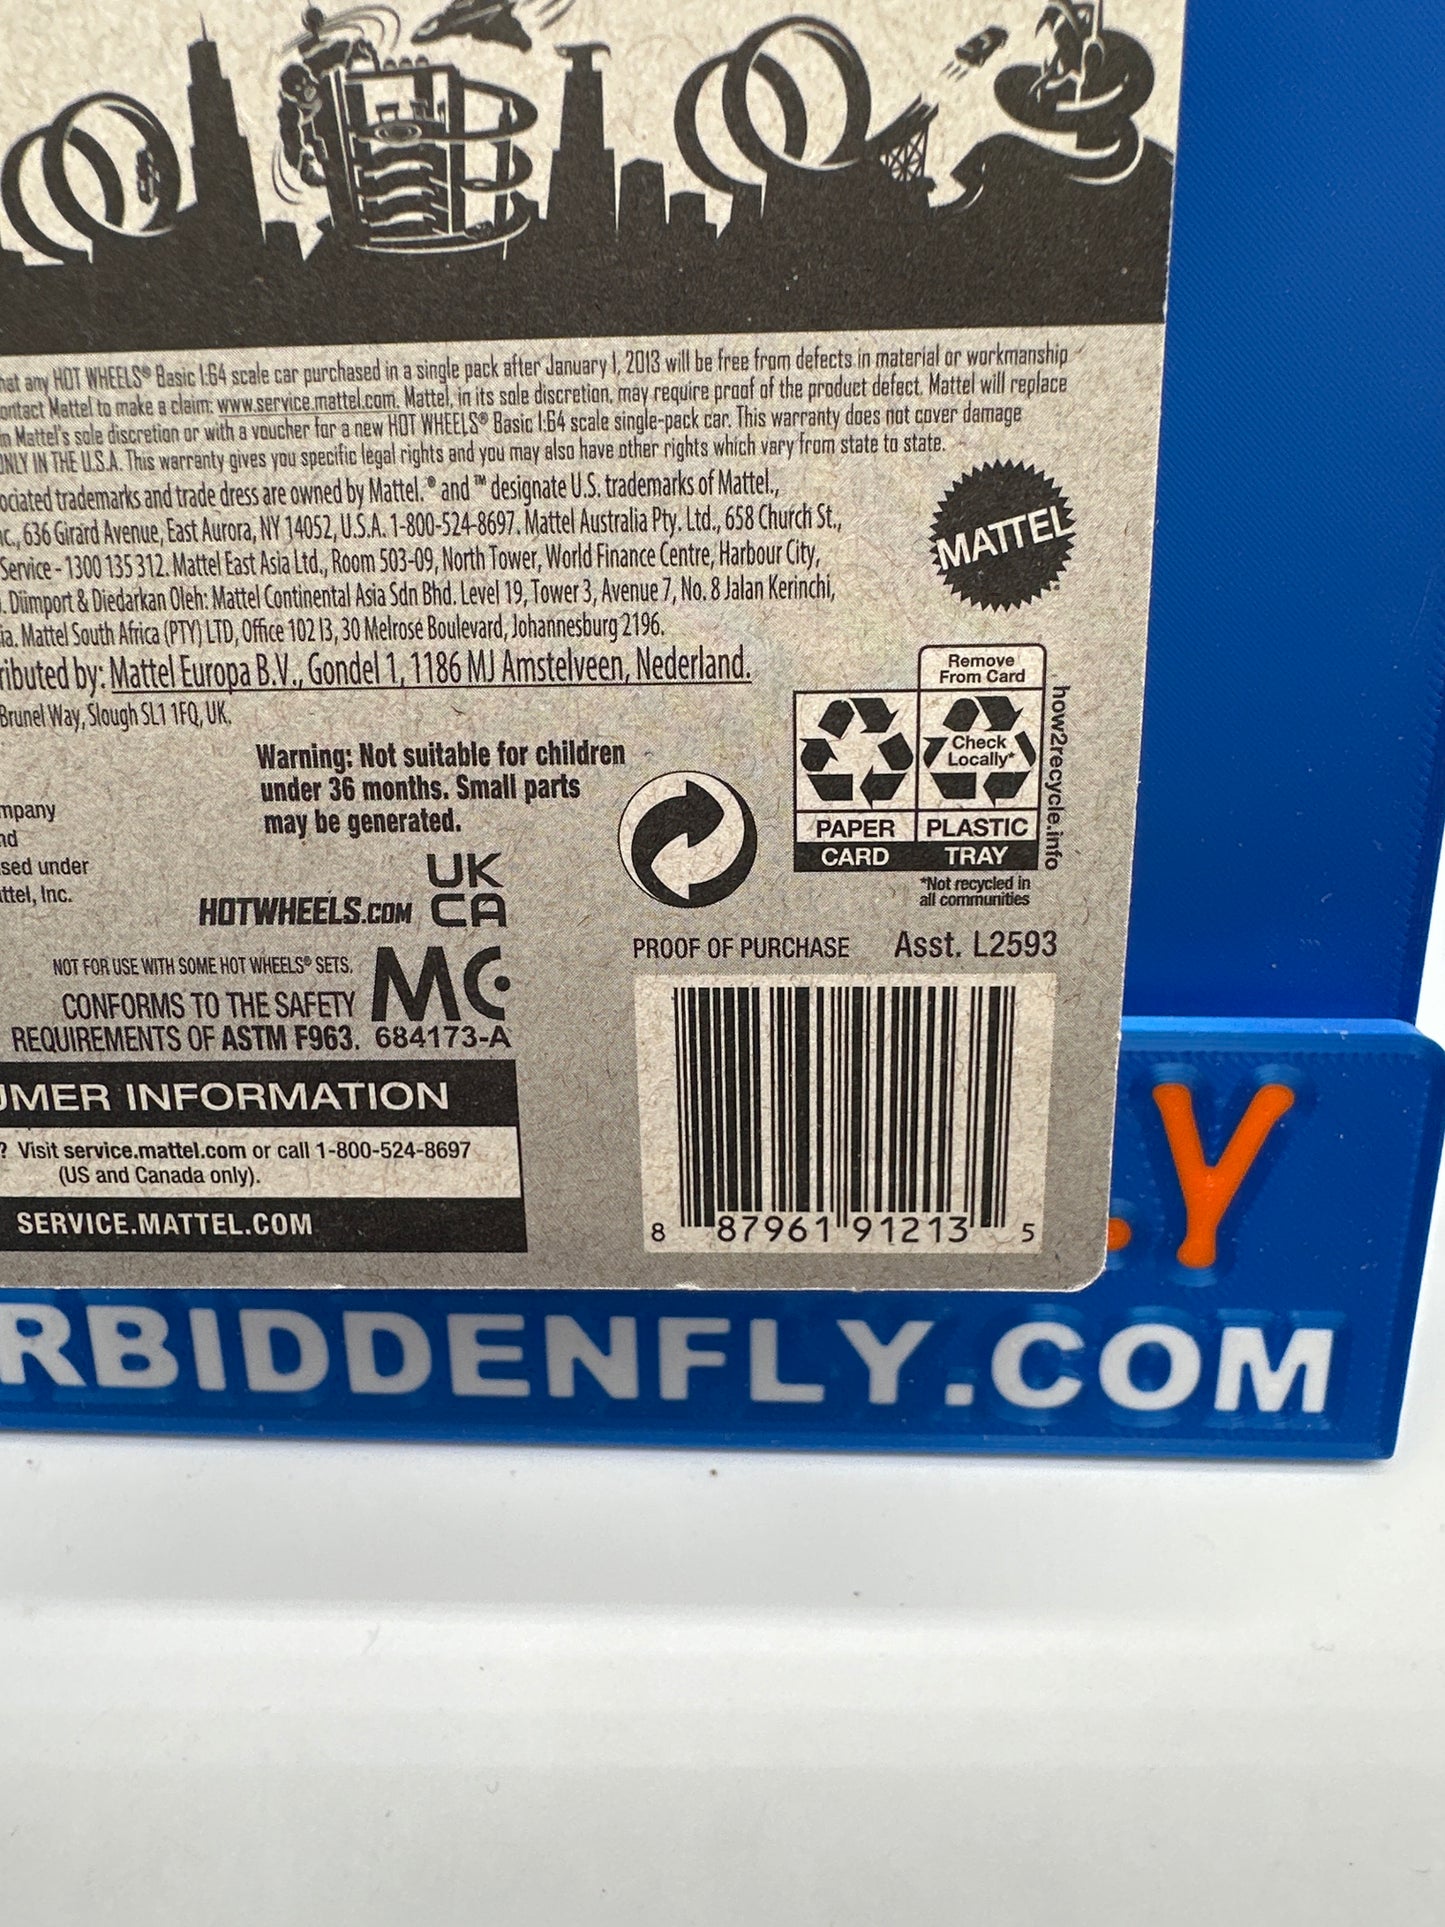 hat any HOT WHEELS® Basic 1:64 scale car purchased in a single pack after January 1, 2013 will be free from defects in material or workmanship
ontact Mattel to make a claim: www.service.mattel.com. Mattel, in its sole discretion, may require proof of the product defect. Mattel will replace
in Mattel's sole discretion or with a voucher for a new HOT WHEELS® Basic 1:64 scale single-pack car. This warranty does not cover damage
ONLY IN THE U.S.A. This warranty gives you specific legal rights and you may also have other rights which vary from state to state.
ociated trademarks and trade dress are owned by Mattel. ® and ™ designate U.S. trademarks of Mattel.,
nc., 636 Girard Avenue, East Aurora, NY 14052, U.S.A. 1-800-524-8697. Mattel Australia Pty. Ltd., 658 Church St.,
Service - 1300 135 312. Mattel East Asia Ltd., Room 503-09, North Tower, World Finance Centre, Harbour City,
. Diimport & Diedarkan Oleh: Mattel Continental Asia Sdn Bhd. Level 19, Tower 3, Avenue 7, No. 8 Jalan Kerinchi,
ia. Mattel South Africa (PTY) LTD, Office 102 I3, 30 Melrose Boulevard, Johannesburg 2196.
ributed by: Mattel Europa B.V., Gondel 1, 1186 MJ Amstelveen, Nederland.
Brunel Way, Slough SL1 1FQ, UK.
MATTEL
Remove
From Card
Check
Locally*
PAPER
PLASTIC
CARD
TRAY
how2recycle.info
*Not recycled in
all communities
Warning: Not suitable for children
under 36 months. Small parts
may be generated.
mpany
nd
sed under
ttel, Inc.
HOTWHEELS.COM
UK
CA
NOT FOR USE WITH SOME HOT WHEELS® SETS.
CONFORMS TO THE SAFETY
REQUIREMENTS OF ASTM F963.
MC
684173-A
PROOF OF PURCHASE
Asst. L2593
8 87961 91213 5
UMER INFORMATION
? Visit service.mattel.com or call 1-800-524-8697
(US and Canada only).
SERVICE.MATTEL.COM
.Y
RBIDDENFLY.COM